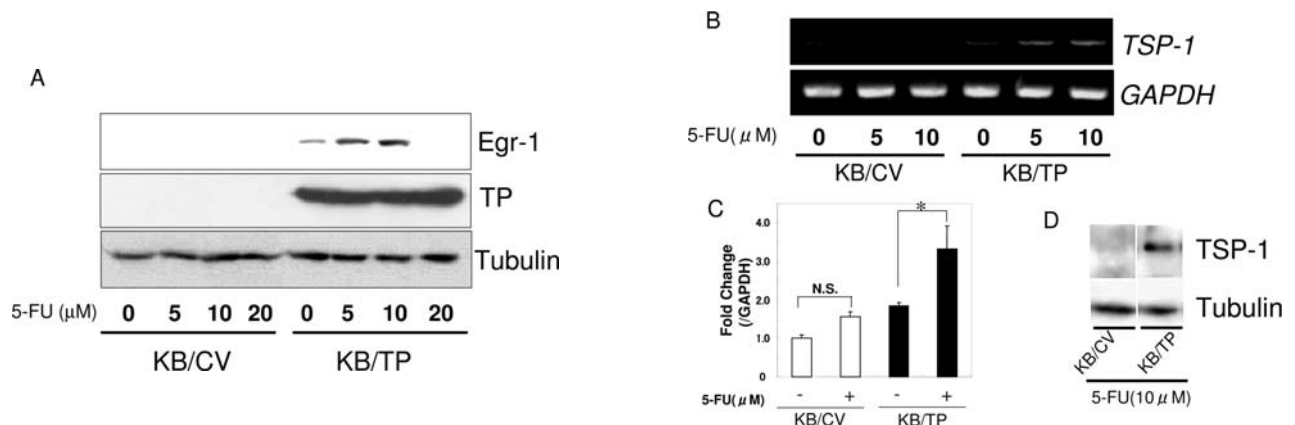 A
Egr-1
TP
Tubulin
5-FU (μM) 0 5 10 20 0 5 10 20
KB/CV KB/TP
B
TSP-1
GAPDH
5-FU(μM) 0 5 10 0 5 10
KB/CV KB/TP
C
Fold Change
(/GAPDH)
4.0
3.0
2.0
1.0
0
N.S.
*
5-FU(μM) - + - +
KB/CV KB/TP
D
TSP-1
Tubulin
KB/CV KB/TP
5-FU(10μM)